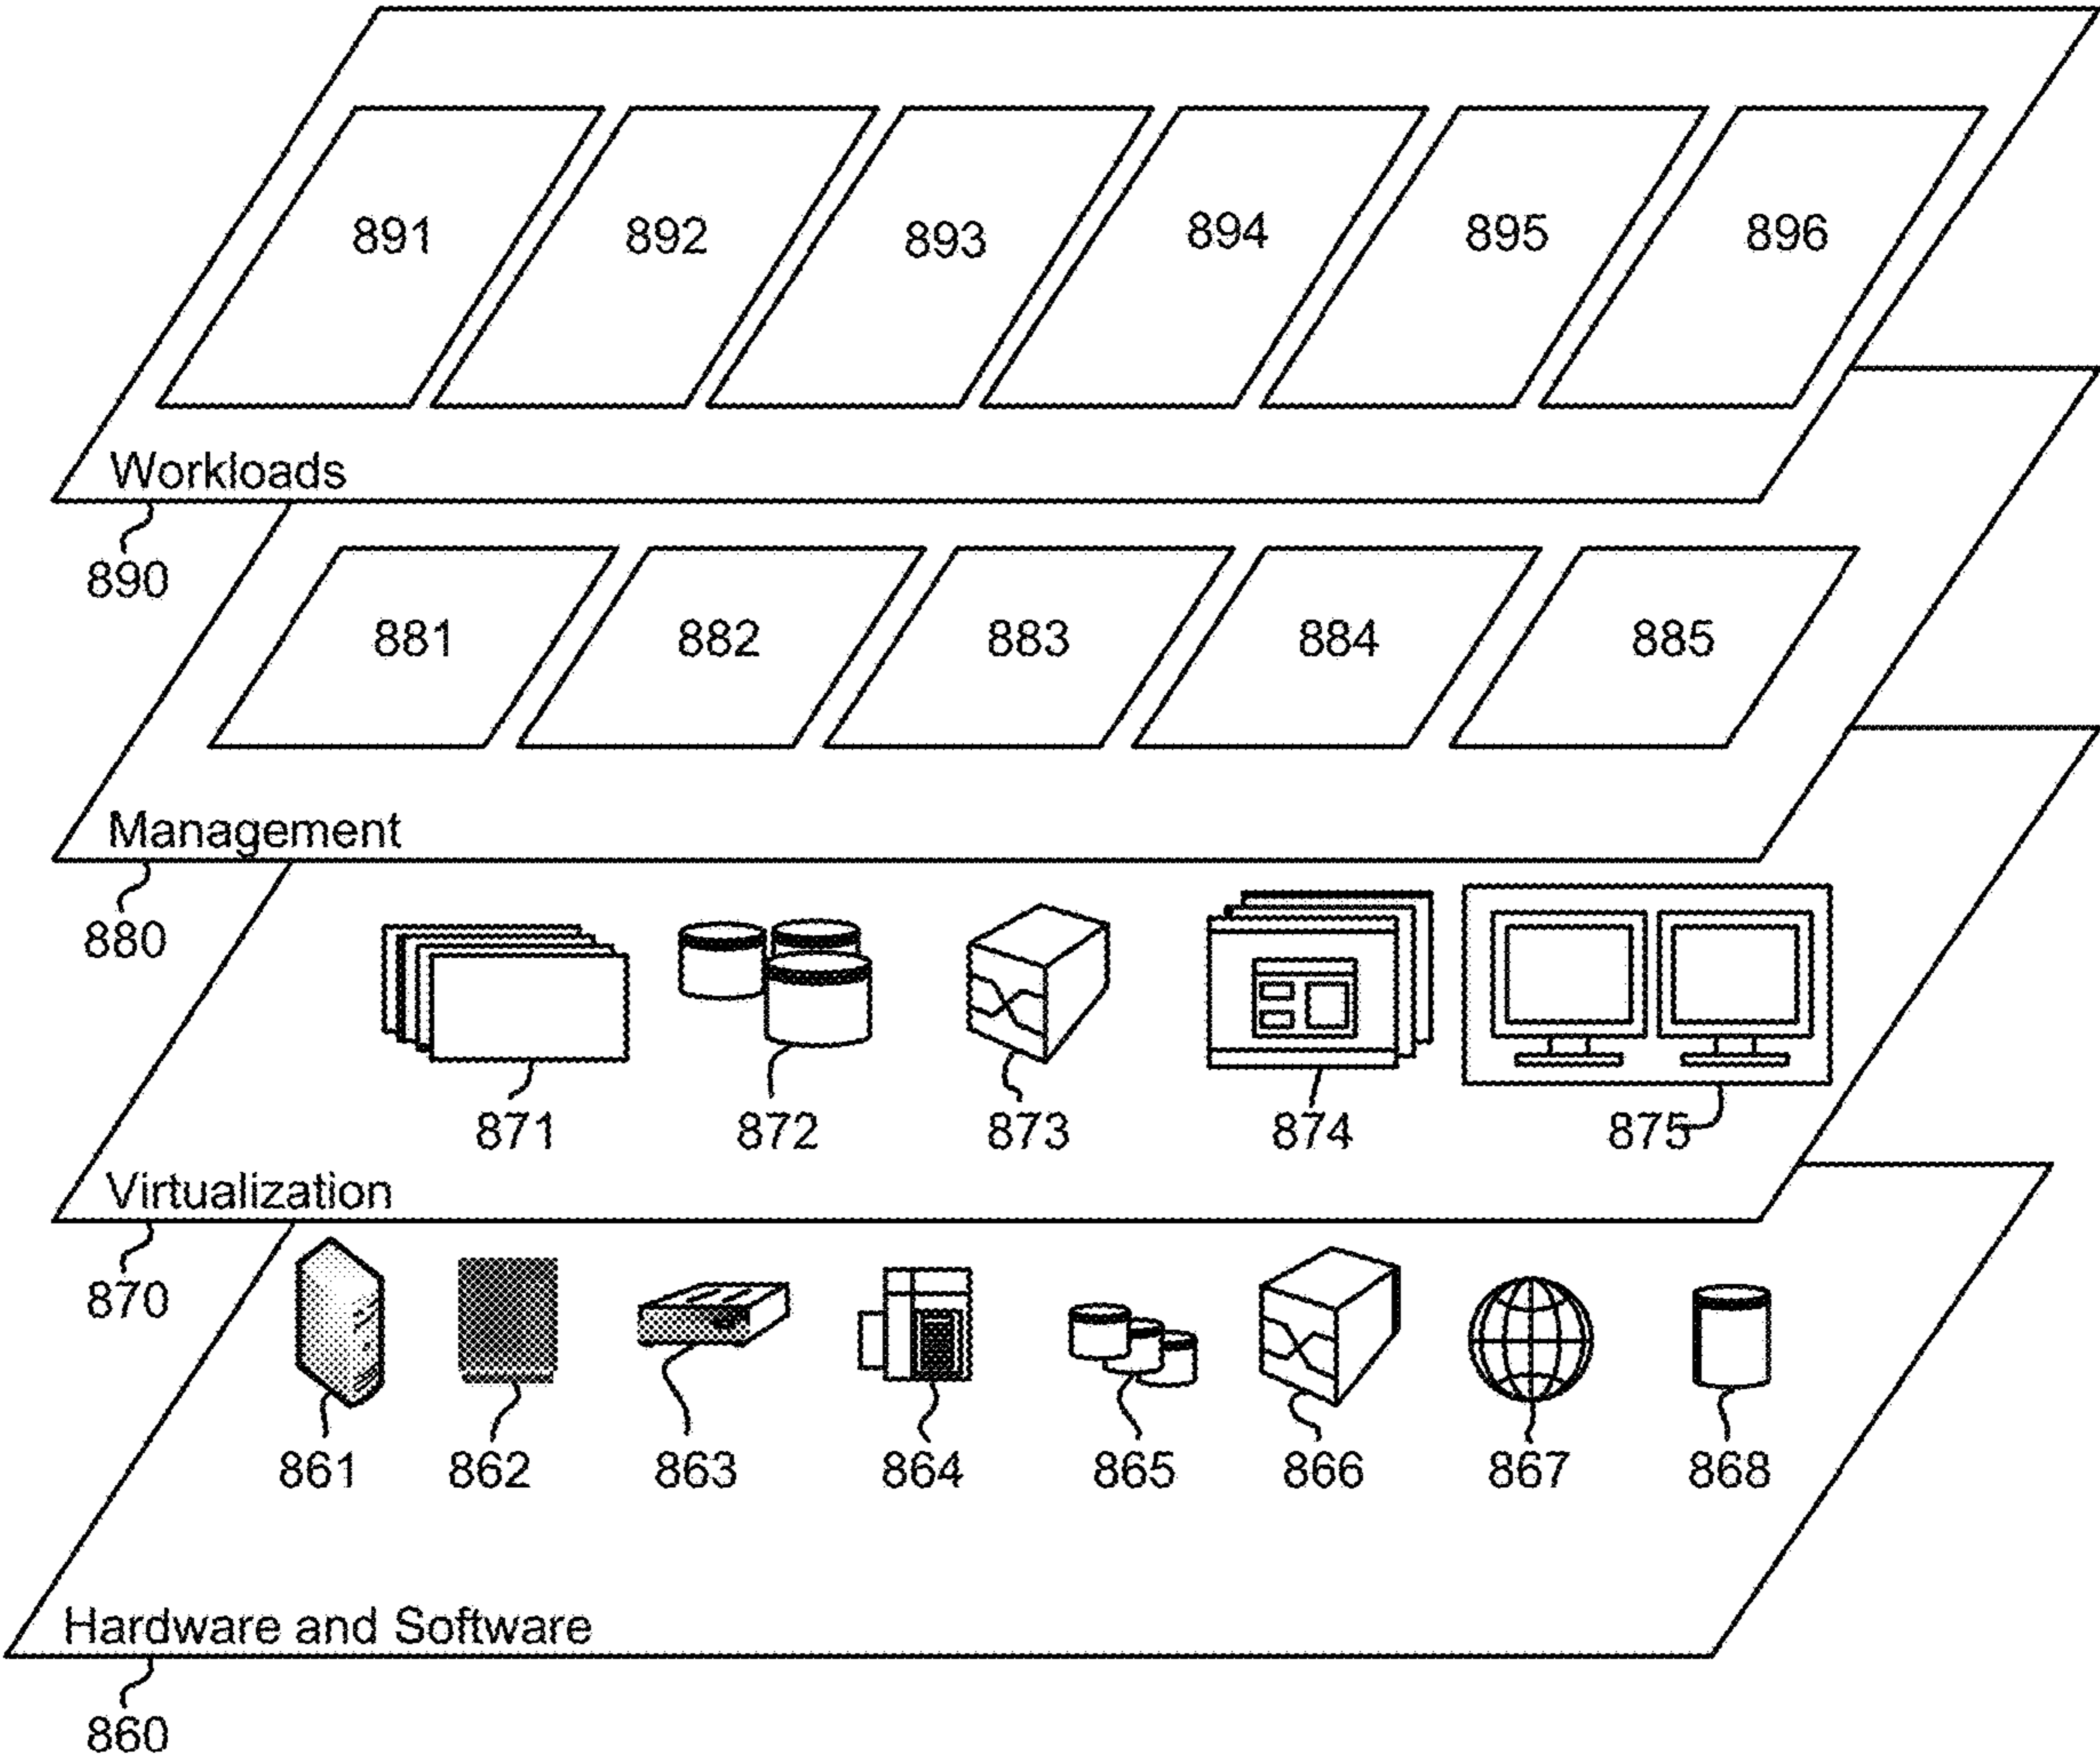 891 892 893 894 895 896
Workloads
890
881 882 883 884 885
Management
880
871 872 873 874 875
Virtualization
870
861 862 863 864 865 866 867 868
Hardware and Software
860